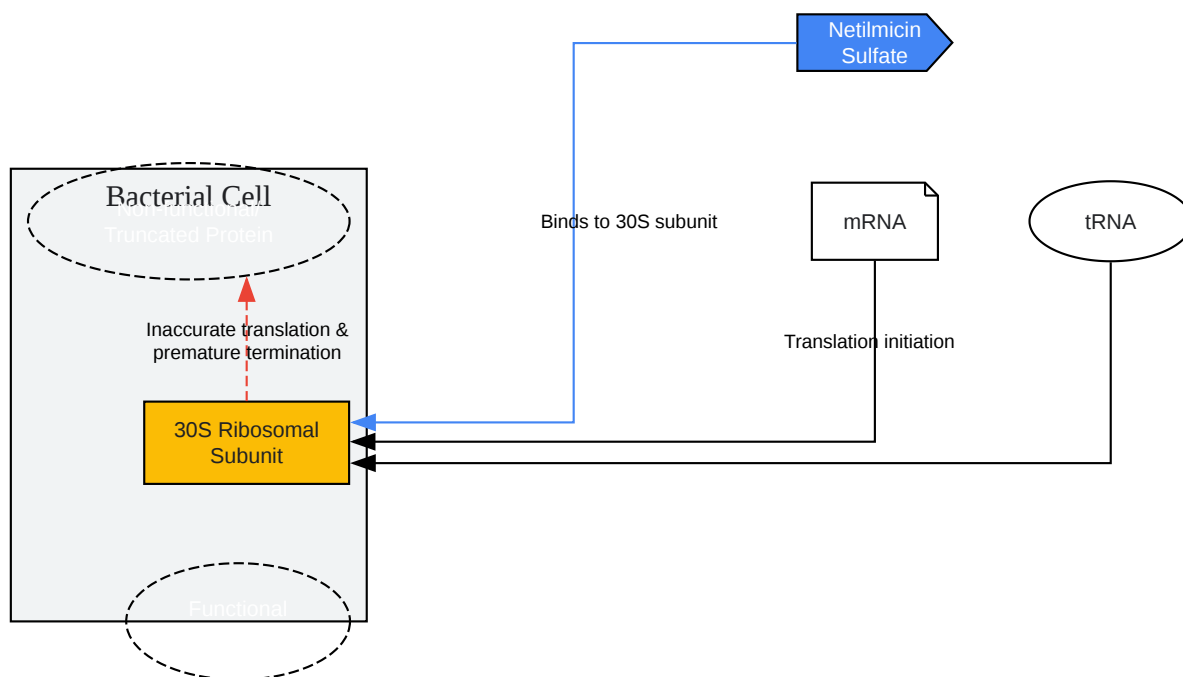 Netilmicin
Sulfate
Bacterial Cell
Non-functional/
Truncated Protein
Binds to 30S subunit
mRNA
tRNA
Inaccurate translation &
premature termination
Translation initiation
30S Ribosomal
Subunit
Functional